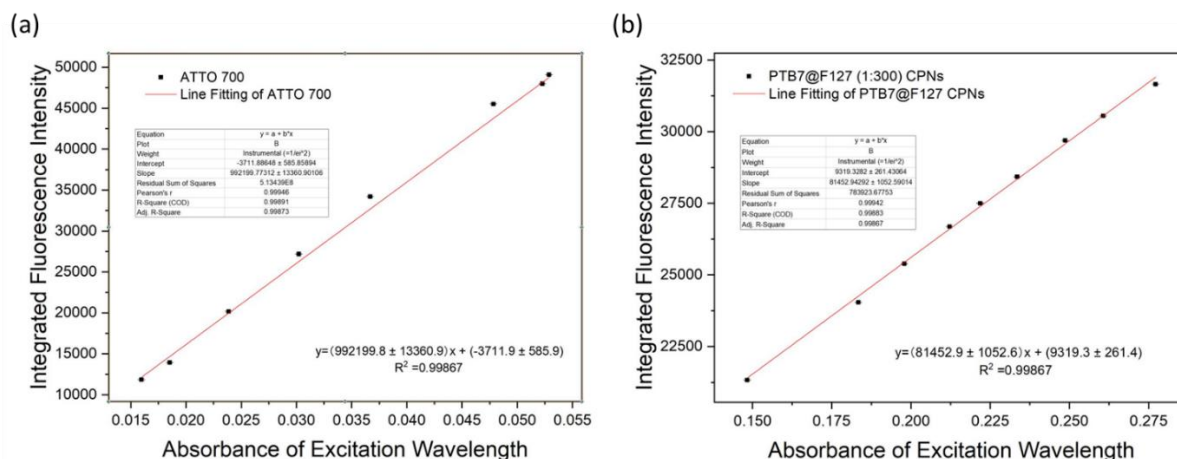 (a)
Integrated Fluorescence Intensity
50000
45000
40000
35000
30000
25000
20000
15000
10000
ATTO 700
Line Fitting of ATTO 700
Equation y = a + b*x
Plot B
Weight Instrumental (=1/ei^2)
Intercept -3711.88648 ± 585.85894
Slope 992199.77312 ± 13360.90106
Residual Sum of Squares 5.13439E8
Pearson's r 0.99946
R-Square (COD) 0.99891
Adj. R-Square 0.99873
y=(992199.8 ± 13360.9)x + (-3711.9 ± 585.9)
R2 =0.99867
0.015 0.020 0.025 0.030 0.035 0.040 0.045 0.050 0.055
Absorbance of Excitation Wavelength
(b)
Integrated Fluorescence Intensity
32500
30000
27500
25000
22500
PTB7@F127 (1:300) CPNs
Line Fitting of PTB7@F127 CPNs
Equation y = a + b*x
Plot B
Weight Instrumental (=1/ei^2)
Intercept 9319.3282 ± 261.43064
Slope 81452.94292 ± 1052.59014
Residual Sum of Squares 783923.67753
Pearson's r 0.99942
R-Square (COD) 0.99883
Adj. R-Square 0.99867
y=(81452.9 ± 1052.6)x + (9319.3 ± 261.4)
R2 =0.99867
0.150 0.175 0.200 0.225 0.250 0.275
Absorbance of Excitation Wavelength